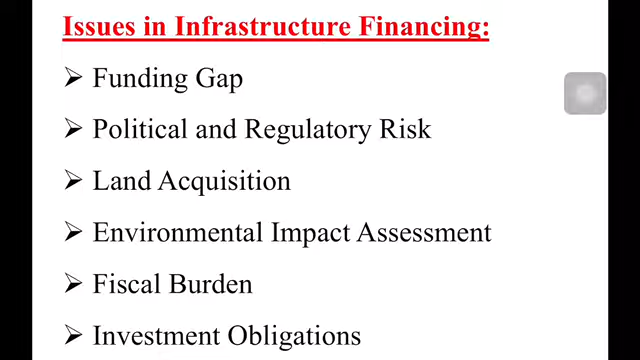 Issues in Infrastructure Financing:
➢ Funding Gap
➢ Political and Regulatory Risk
➢ Land Acquisition
➢ Environmental Impact Assessment
➢ Fiscal Burden
➢ Investment Obligations